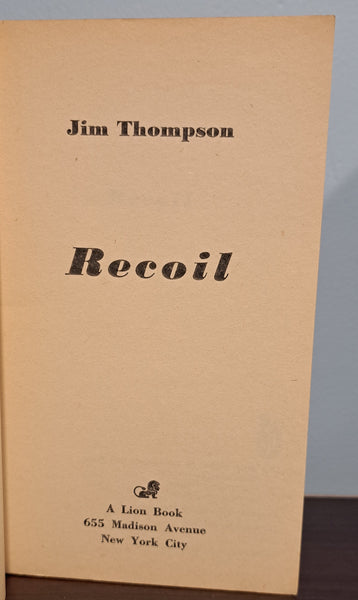 Jim Thompson
Recoil
A Lion Book
655 Madison Avenue
New York City